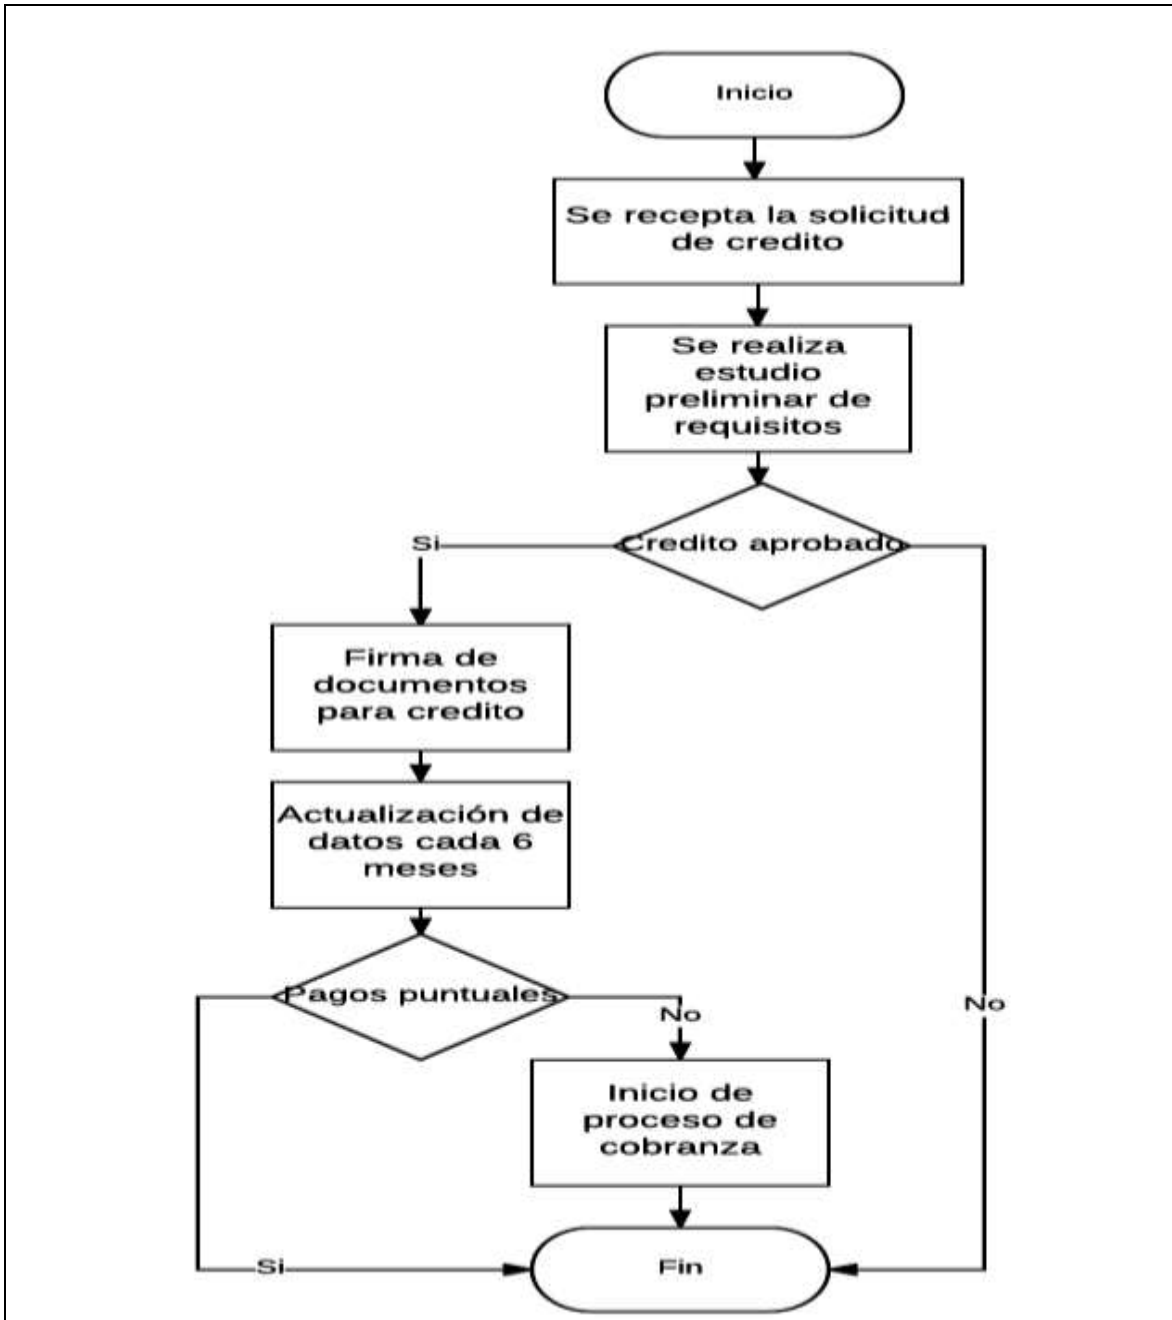 Inicio
Se recepta la solicitud
de credito
Se realiza
estudio
preliminar de
requisitos
Credito aprobado
Si
Firma de
documentos
para credito
Actualización de
datos cada 6
meses
Pagos puntuales
No
No
Inicio de
proceso de
cobranza
Si
Fin